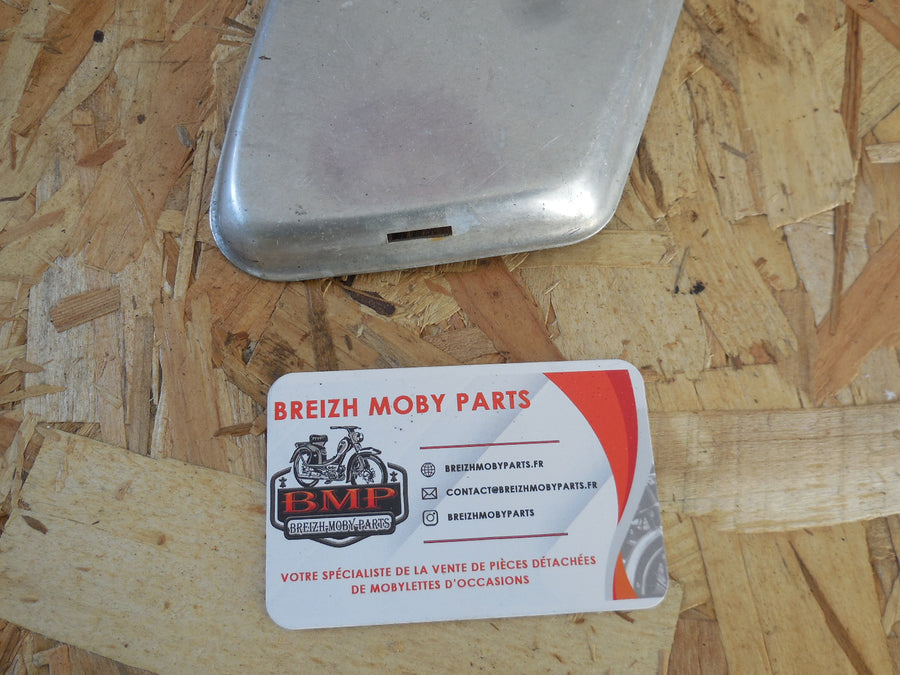 BREIZH MOBY PARTS
BMP
BREIZH MOBY PARTS
BREIZHMOBYPARTS.FR
CONTACT@BREIZHMOBYPARTS.FR
BREIZHMOBYPARTS
VOTRE SPÉCIALISTE DE LA VENTE DE PIÈCES DÉTACHÉES
DE MOBYLETTES D'OCCASIONS